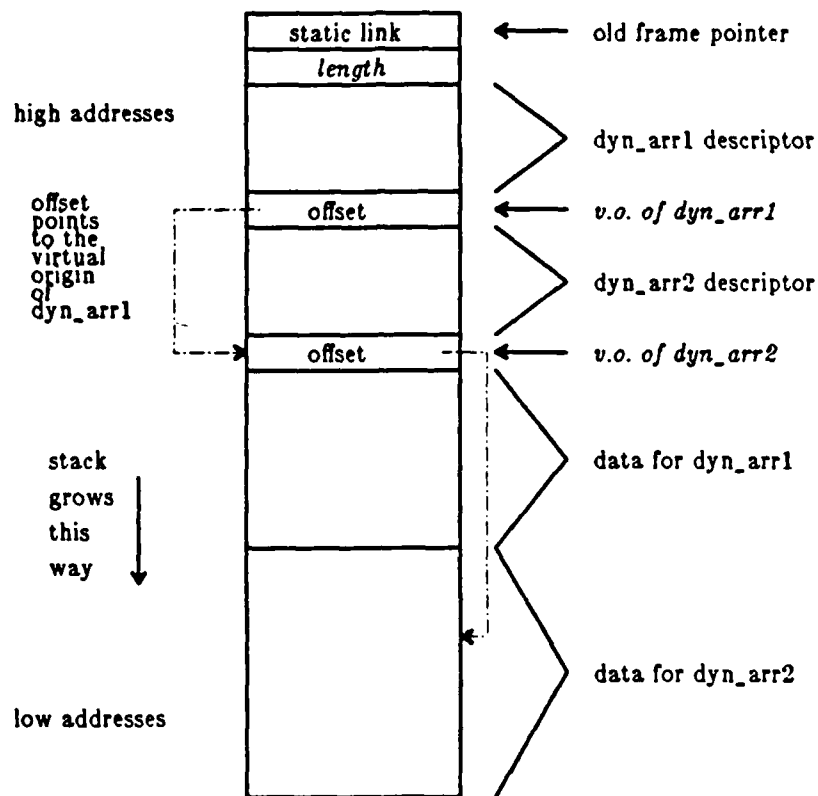 static link
old frame pointer
length
high addresses
dyn_arr1 descriptor
offset
points
to the
virtual
origin
of
dyn_arr1
offset
v.o. of dyn_arr1
dyn_arr2 descriptor
offset
v.o. of dyn_arr2
stack
grows
this
way
data for dyn_arr1
data for dyn_arr2
low addresses